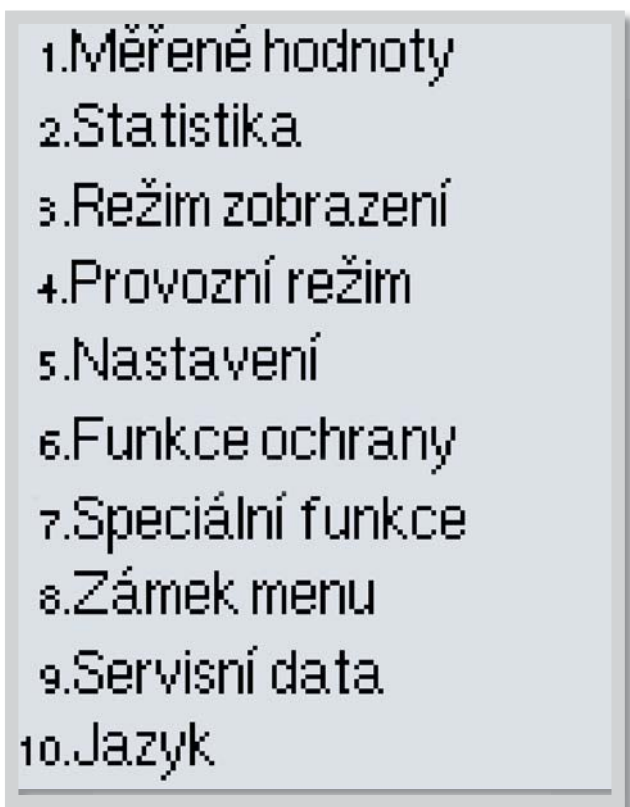 1.Měřené hodnoty
2.Statistika
3.Režim zobrazení
4.Provozní režim
5.Nastavení
6.Funkce ochrany
7.Speciální funkce
8.Zámek menu
9.Servisní data
10.Jazyk